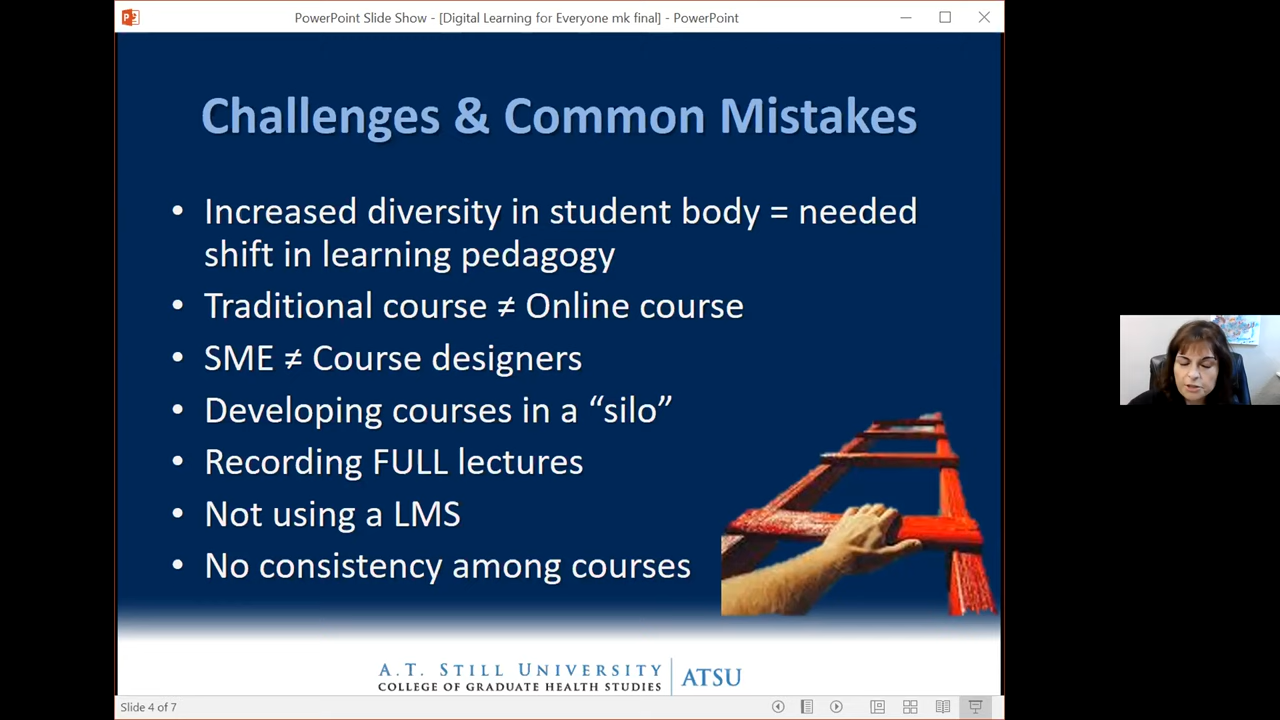 PowerPoint Slide Show - [Digital Learning for Everyone mk final] - PowerPoint
Challenges & Common Mistakes
• Increased diversity in student body = needed
shift in learning pedagogy
• Traditional course ≠ Online course
• SME ≠ Course designers
• Developing courses in a “silo”
• Recording FULL lectures
• Not using a LMS
• No consistency among courses
A.T. STILL UNIVERSITY | ATSU
COLLEGE OF GRADUATE HEALTH STUDIES
Slide 4 of 7